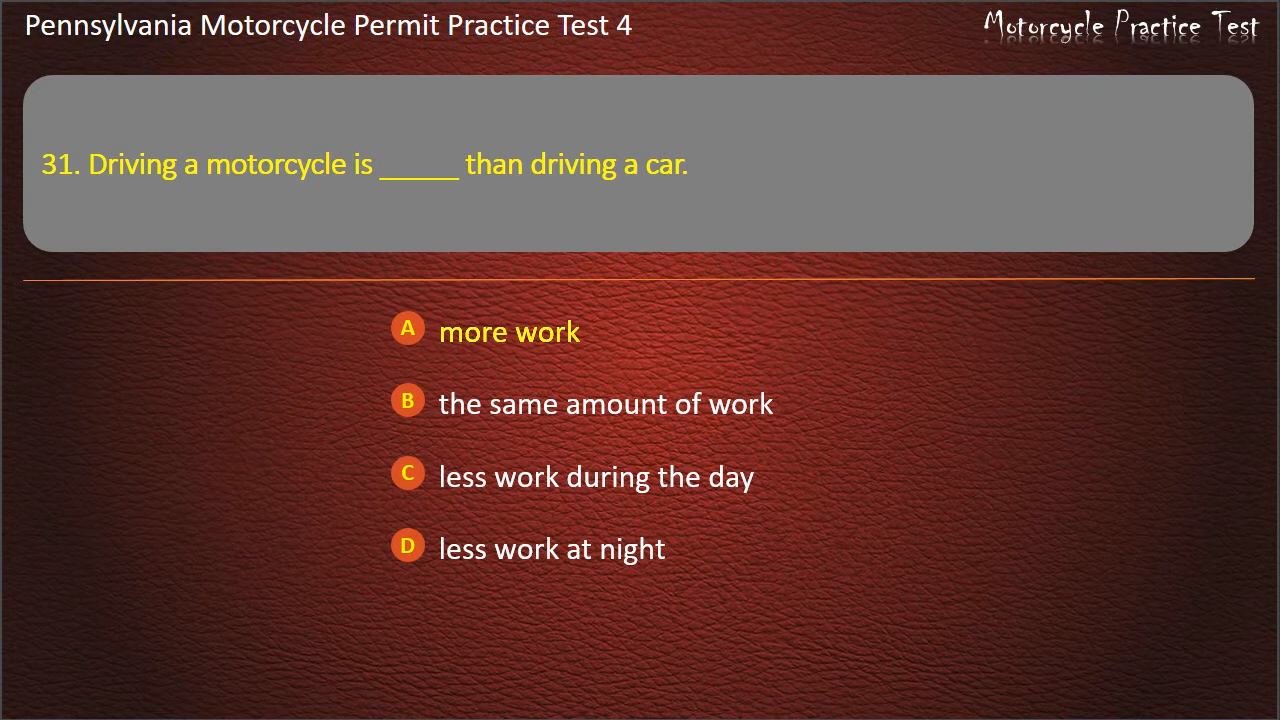 Pennsylvania Motorcycle Permit Practice Test 4
Motorcycle Practice Test
31. Driving a motorcycle is _____ than driving a car.
A more work
B the same amount of work
C less work during the day
D less work at night